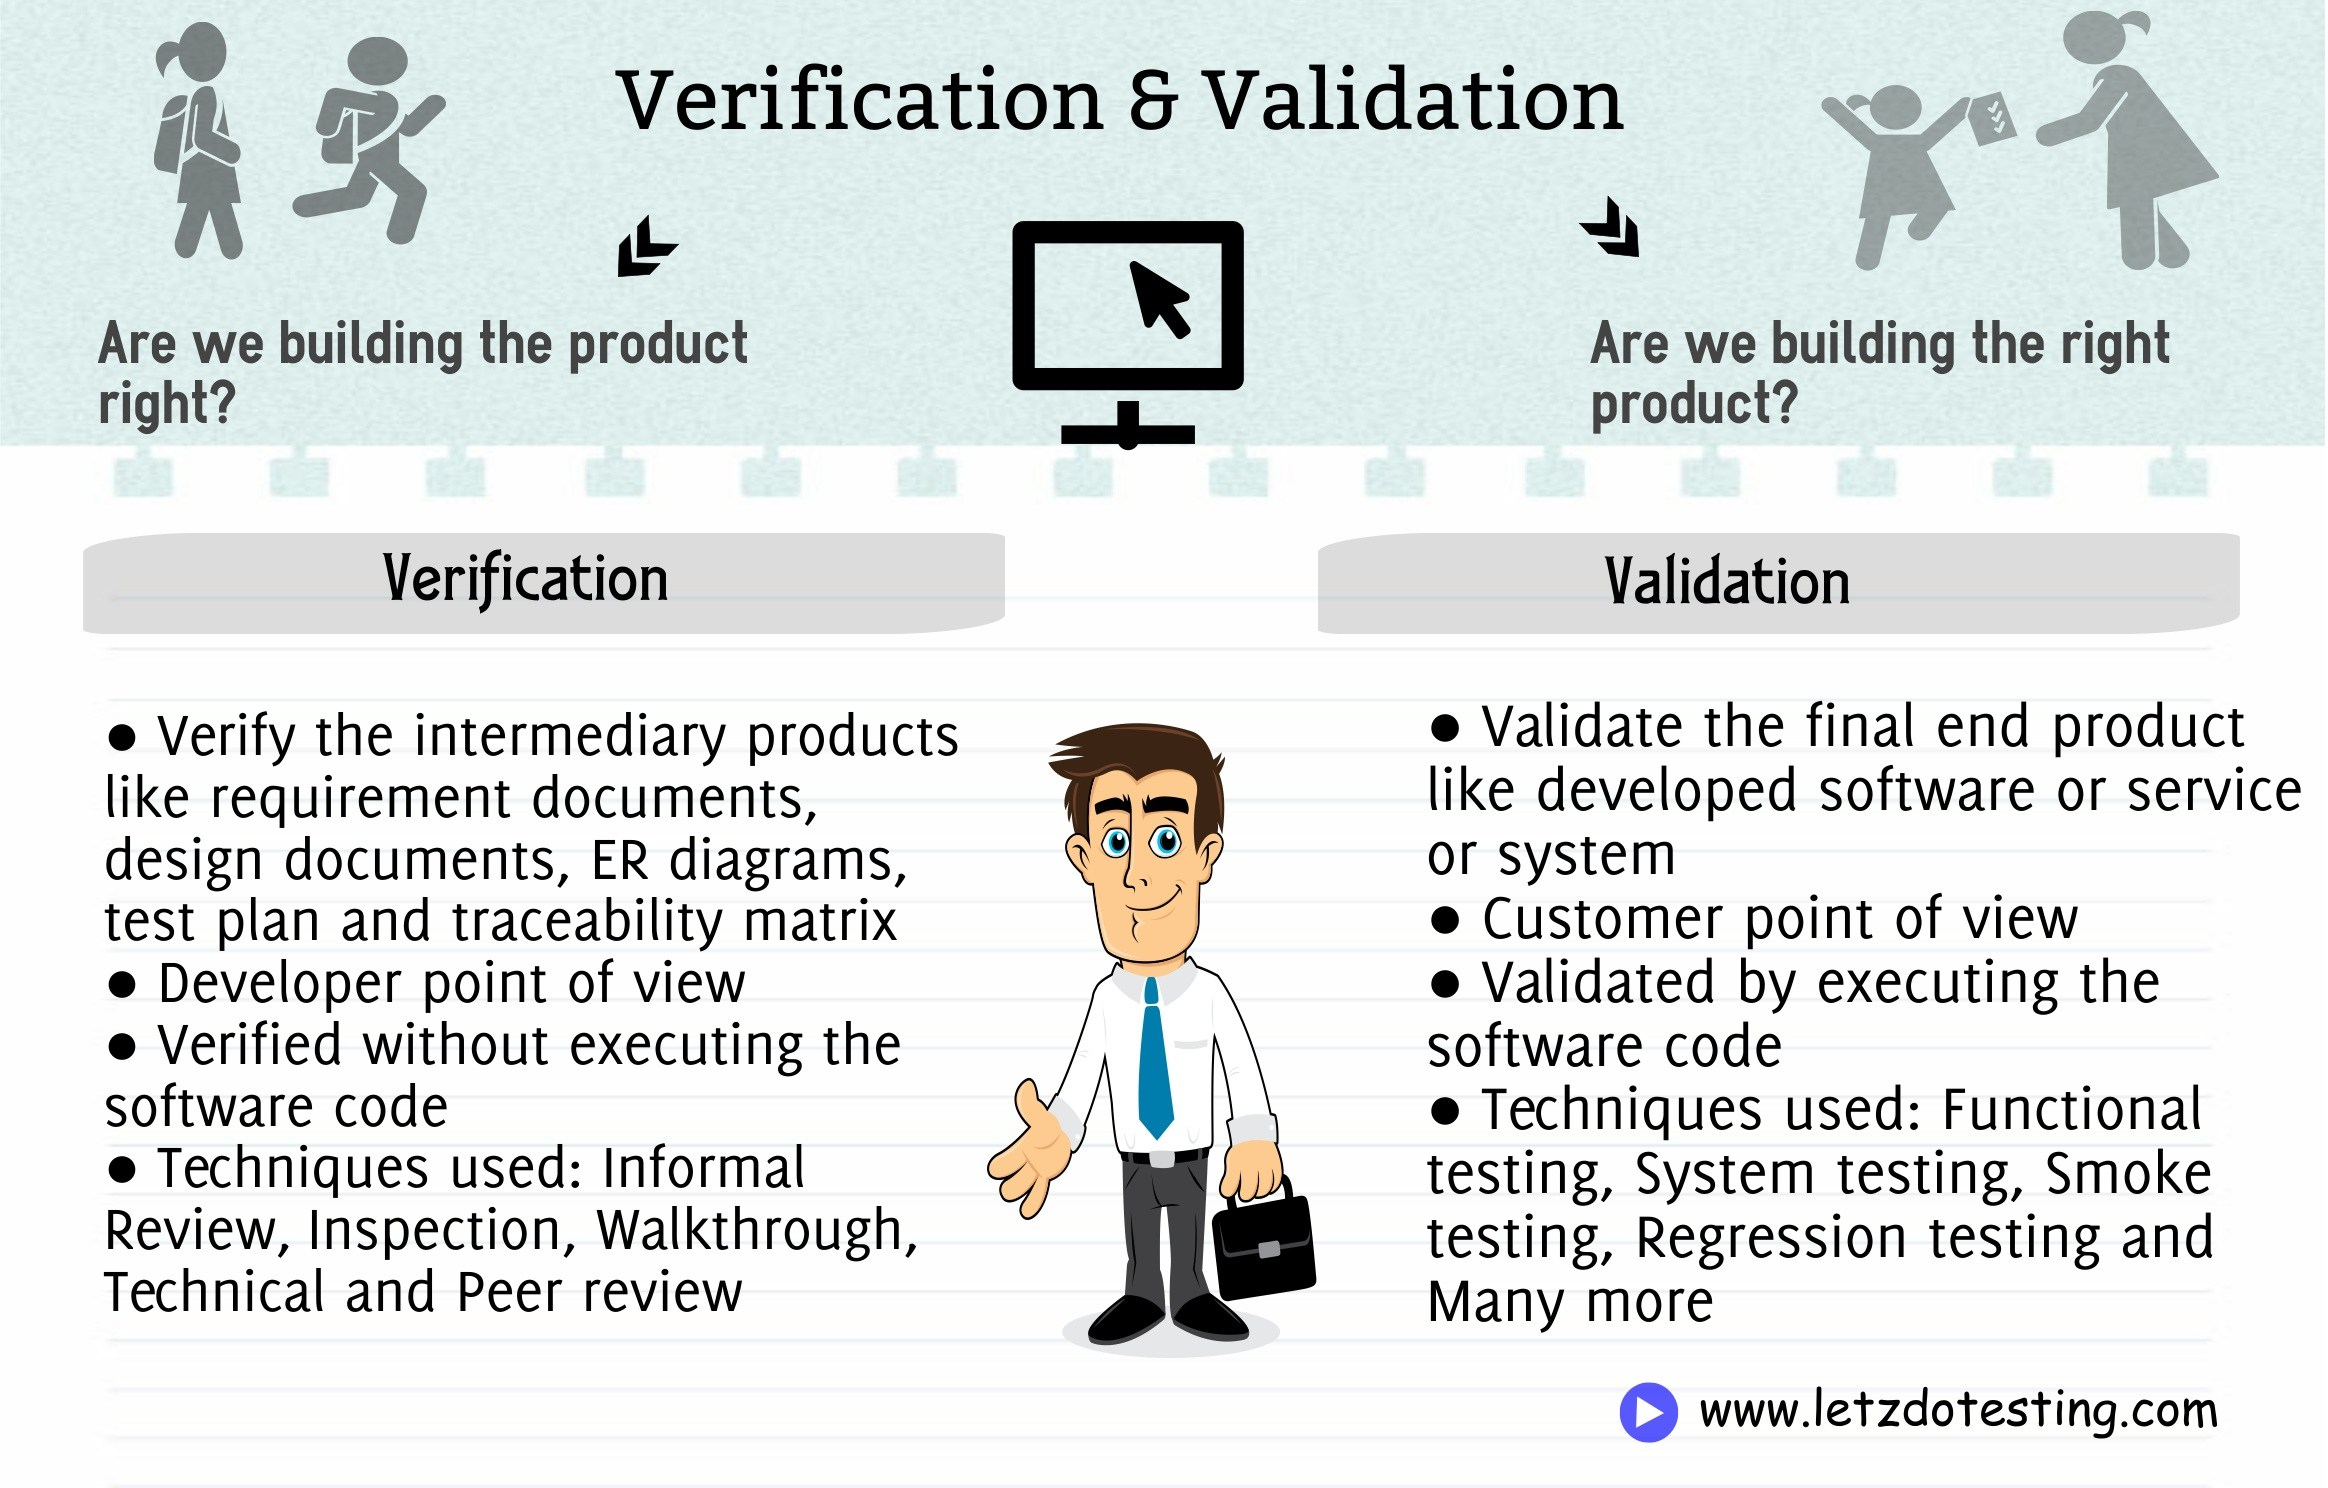 Verification & Validation
Are we building the product
right?
Are we building the right
product?
Verification
● Verify the intermediary products
like requirement documents,
design documents, ER diagrams,
test plan and traceability matrix
● Developer point of view
● Verified without executing the
software code
● Techniques used: Informal
Review, Inspection, Walkthrough,
Technical and Peer review
Validation
● Validate the final end product
like developed software or service
or system
● Customer point of view
● Validated by executing the
software code
● Techniques used: Functional
testing, System testing, Smoke
testing, Regression testing and
Many more
www.letzdotesting.com